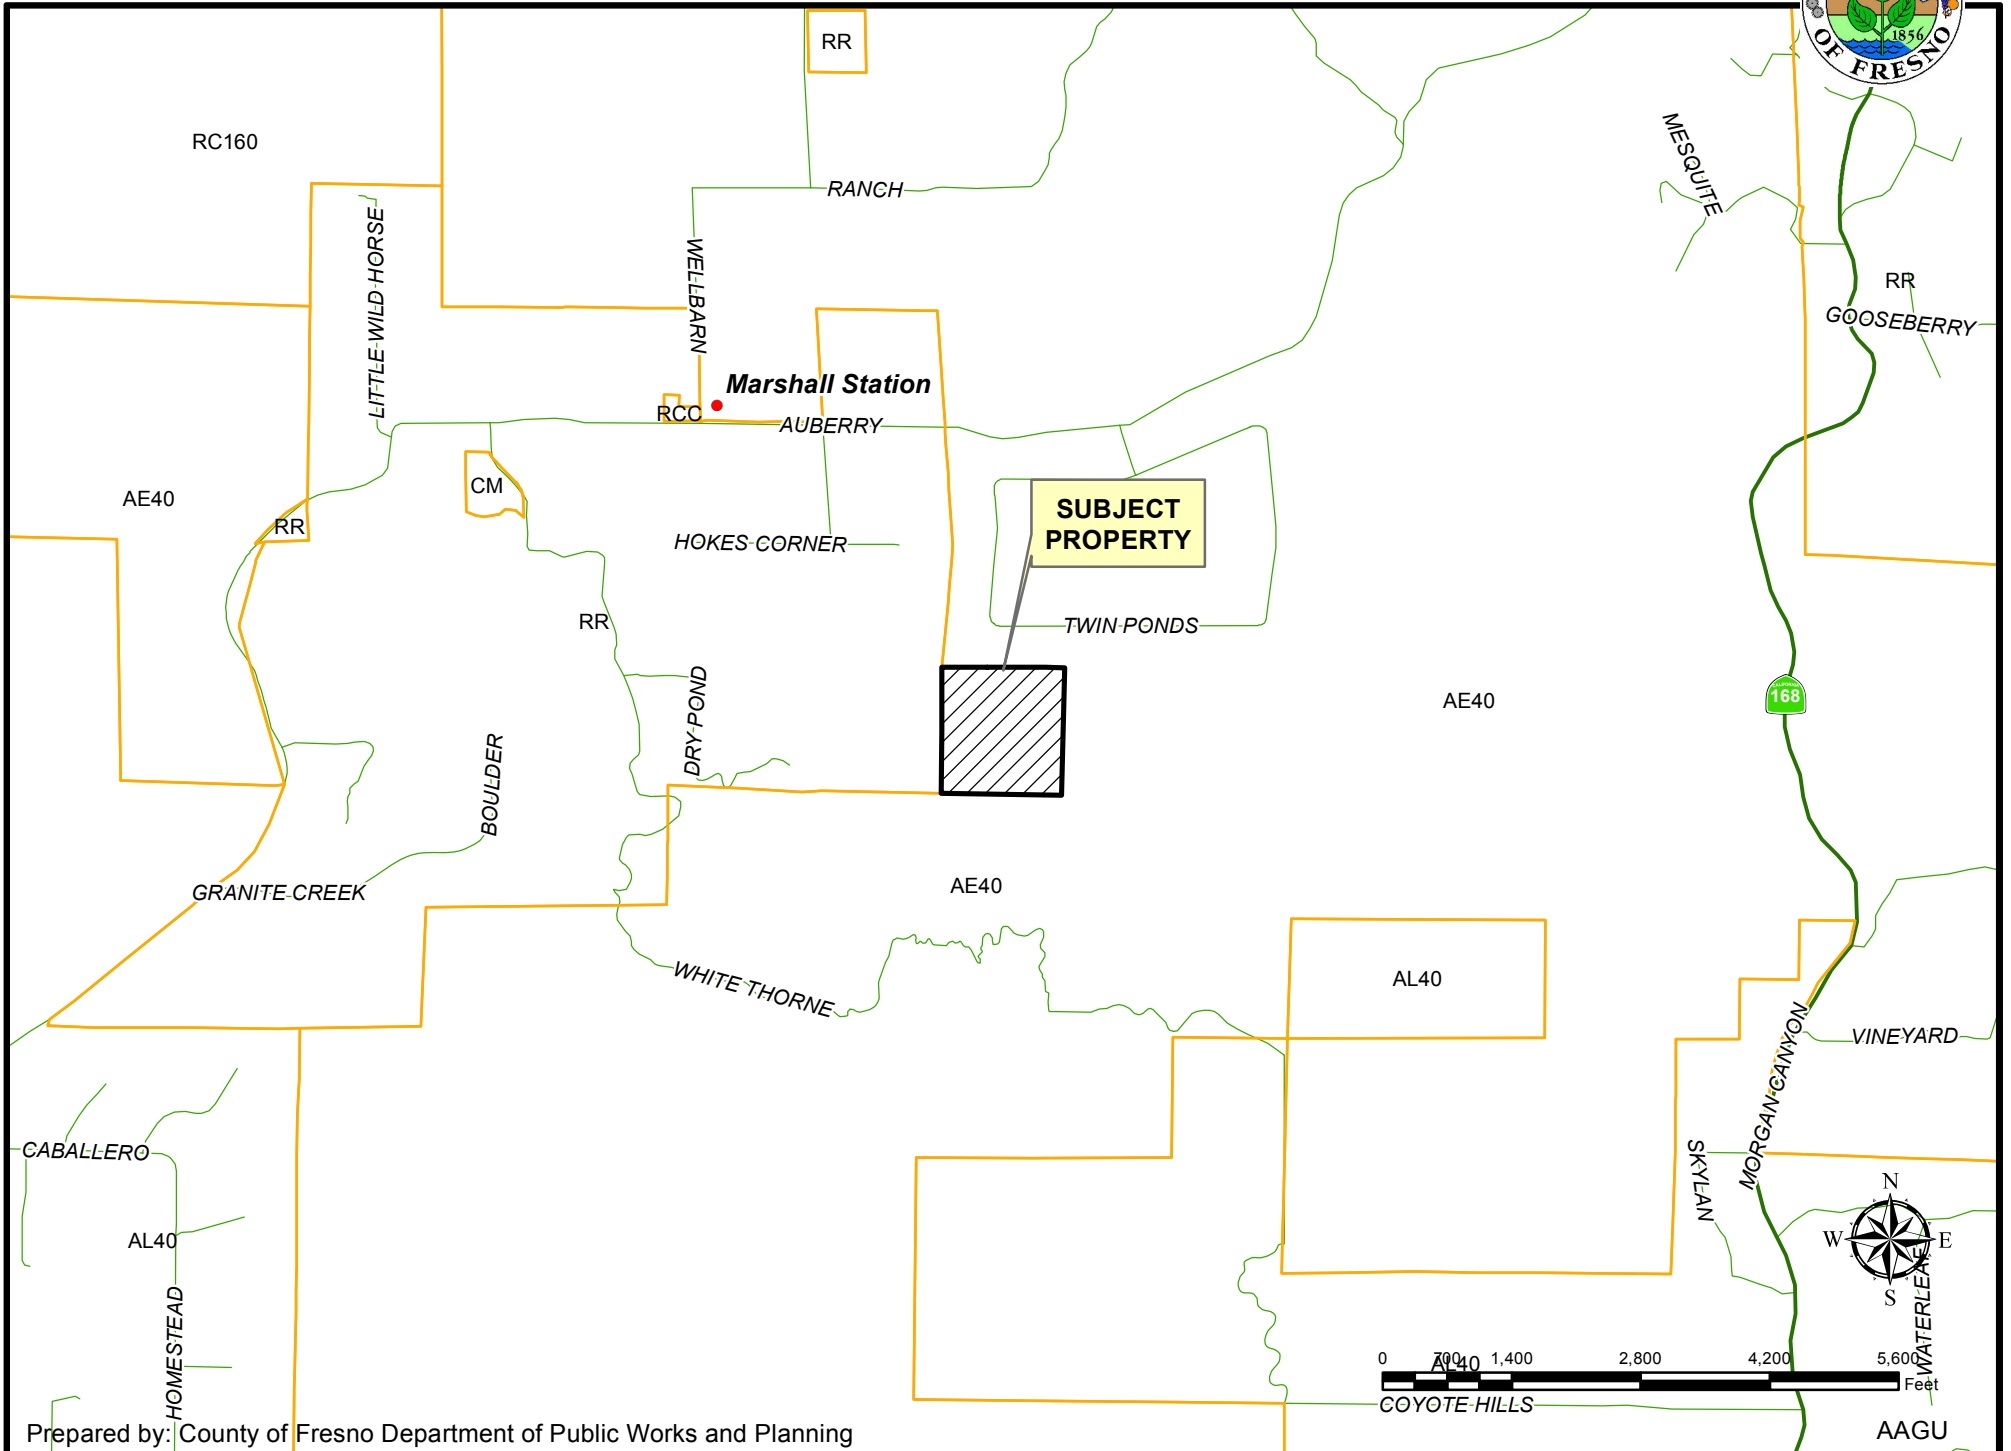 1856
OF FRESNO
RR
RC160
MESQUITE
RANCH
LITTLE WILD HORSE
WELLBARN
RR
GOOSEBERRY
Marshall Station
RCC
AUBERRY
CM
AE40
RR
SUBJECT
PROPERTY
HOKES CORNER
RR
TWIN PONDS
AE40
CALIFORNIA
168
DRY POND
BOULDER
AE40
GRANITE CREEK
AL40
WHITE THORNE
VINEYARD
MORGAN CANYON
CABALLERO
SKYLAN
N
W
E
S
AL40
WATERLEAF
HOMESTEAD
0 700 1,400 2,800 4,200 5,600
AL40
Feet
COYOTE HILLS
Prepared by: County of Fresno Department of Public Works and Planning
AAGU